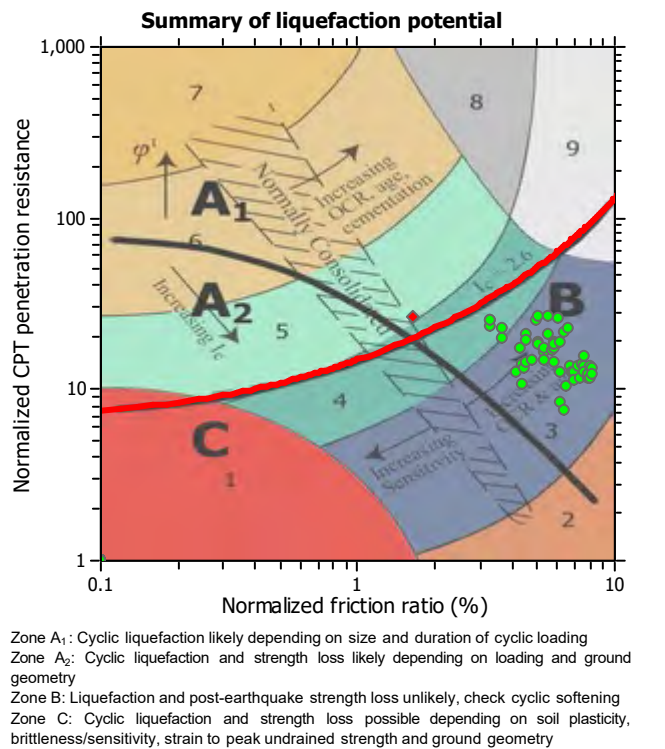 Summary of liquefaction potential
1,000
100
10
1
Normalized CPT penetration resistance
7
8
9
φ'
Increasing
OCR, age,
cementation
Normally Consolidated
A1
6
A2
Increasing Ic
Ic = 2.6
B
5
4
Increasing
OCR &
3
C
1
Increasing
Sensitivity
2
0.1
1
10
Normalized friction ratio (%)
Zone A1: Cyclic liquefaction likely depending on size and duration of cyclic loading
Zone A2: Cyclic liquefaction and strength loss likely depending on loading and ground
geometry
Zone B: Liquefaction and post-earthquake strength loss unlikely, check cyclic softening
Zone C: Cyclic liquefaction and strength loss possible depending on soil plasticity,
brittleness/sensitivity, strain to peak undrained strength and ground geometry